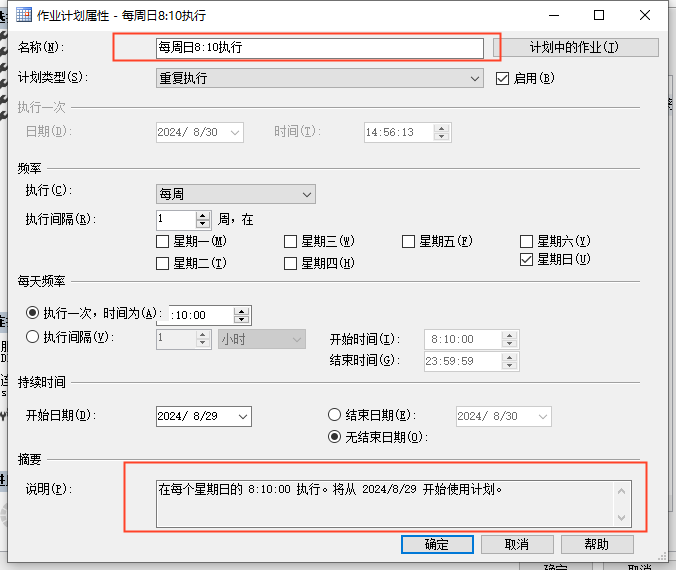 作业计划属性 - 每周日8:10执行
名称(N):
每周日8:10执行
计划中的作业(J)
计划类型(S):
重复执行
启用(B)
执行一次
日期(D):
2024/ 8/30
时间(T):
14:56:13
频率
执行(C):
每周
执行间隔(R):
1
周，在
星期一(M)
星期三(W)
星期五(F)
星期六(Y)
星期二(T)
星期四(H)
星期日(U)
每天频率
执行一次，时间为(A):
:10:00
执行间隔(V):
1
小时
开始时间(I):
8:10:00
结束时间(G):
23:59:59
持续时间
开始日期(D):
2024/ 8/29
结束日期(E):
2024/ 8/30
无结束日期(O):
摘要
说明(P):
在每个星期日的 8:10:00 执行。将从 2024/8/29 开始使用计划。
确定
取消
帮助